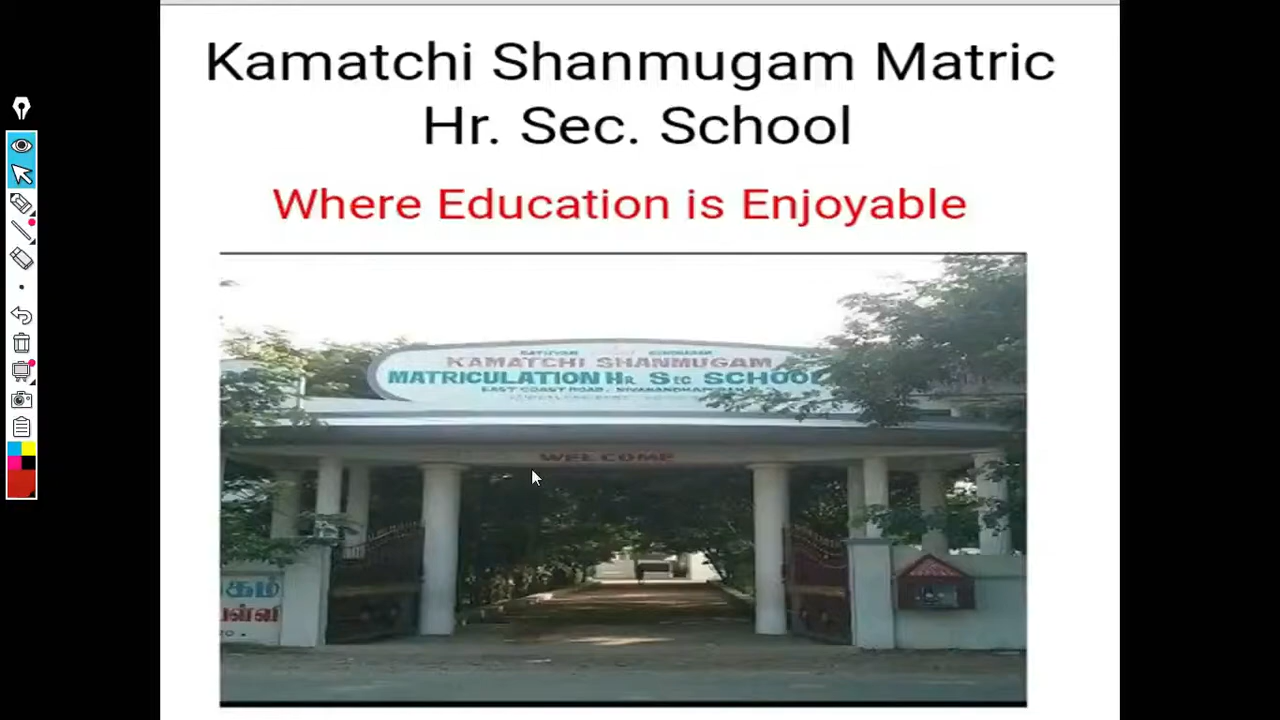 Kamatchi Shanmugam Matric
Hr. Sec. School
Where Education is Enjoyable
KAMATCHI SHANMUGAM
MATRICULATION HR SEC SCHOOL
EAST COAST ROAD,
WELCOME